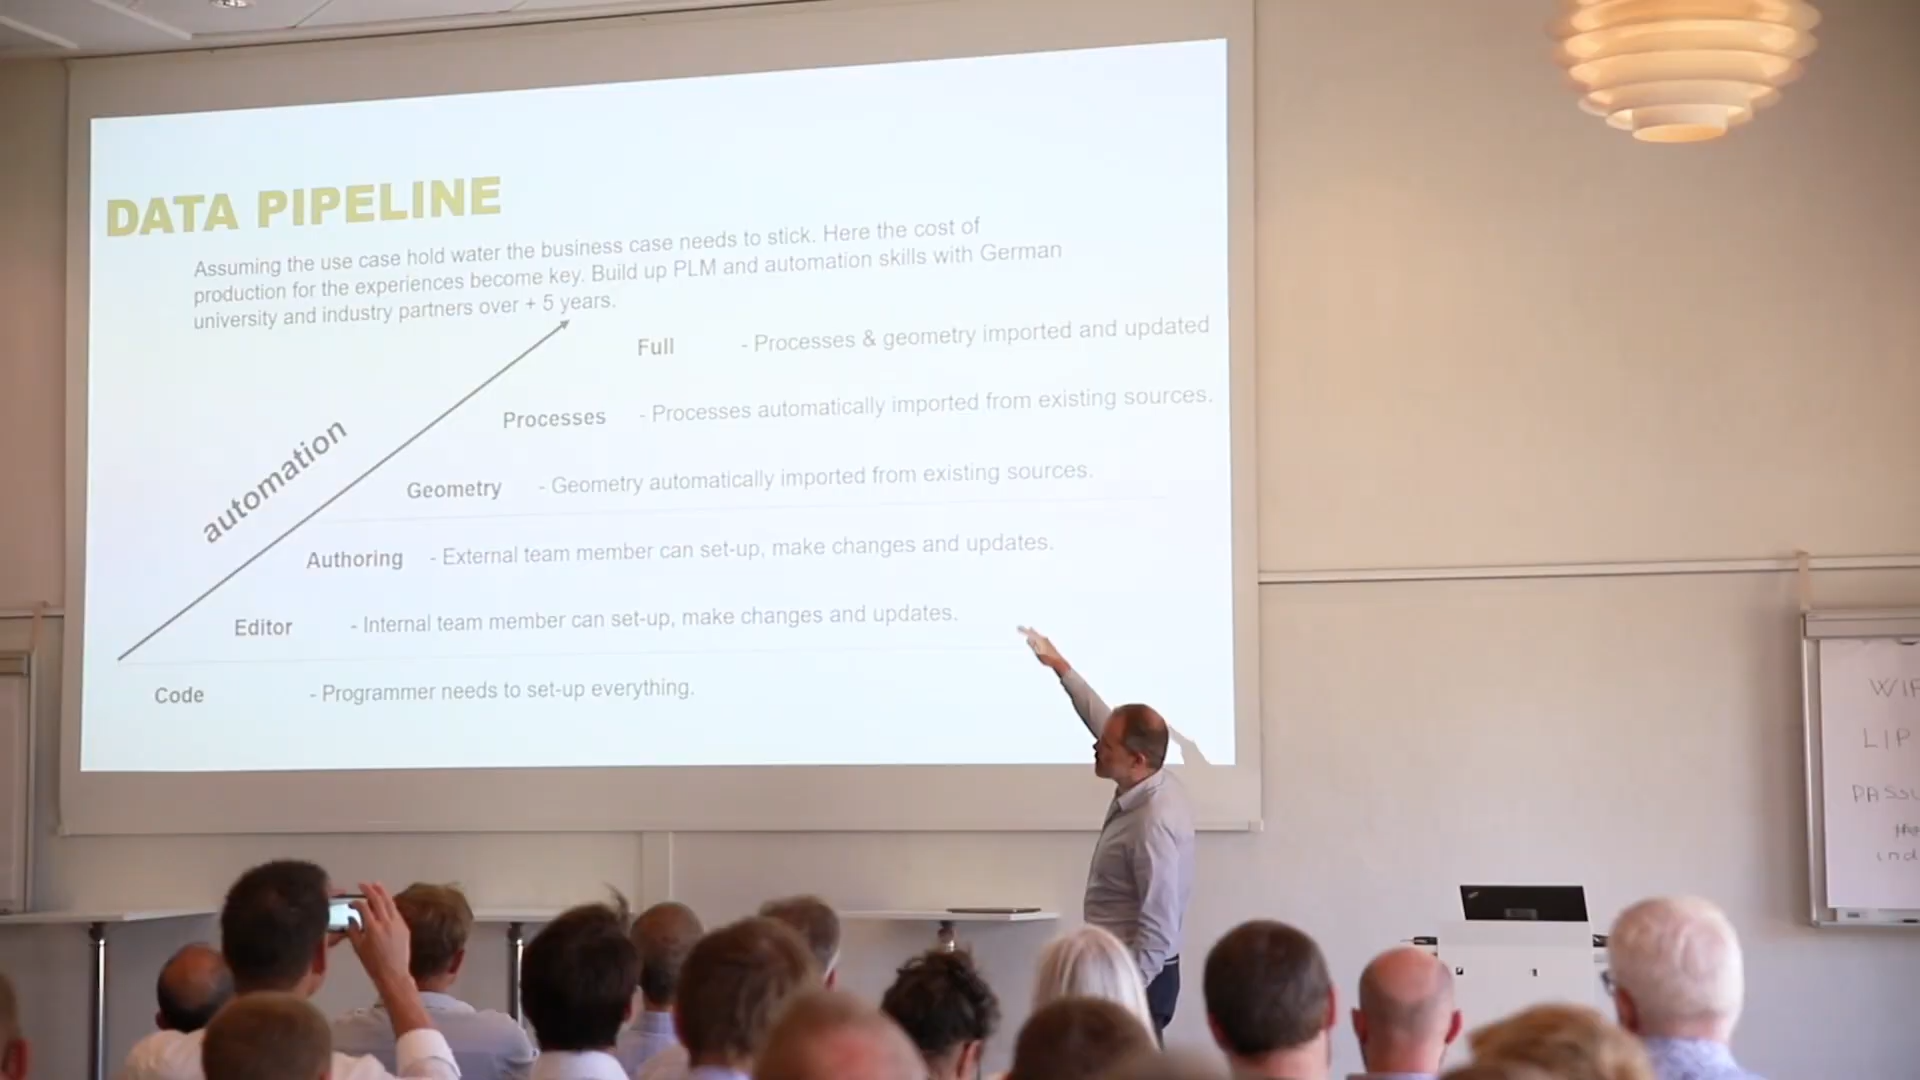 DATA PIPELINE
Assuming the use case hold water the business case needs to stick. Here the cost of
production for the experiences become key. Build up PLM and automation skills with German
university and industry partners over + 5 years.
automation
Full - Processes & geometry imported and updated
Processes - Processes automatically imported from existing sources.
Geometry - Geometry automatically imported from existing sources.
Authoring - External team member can set-up, make changes and updates.
Editor - Internal team member can set-up, make changes and updates.
Code - Programmer needs to set-up everything.
LIP